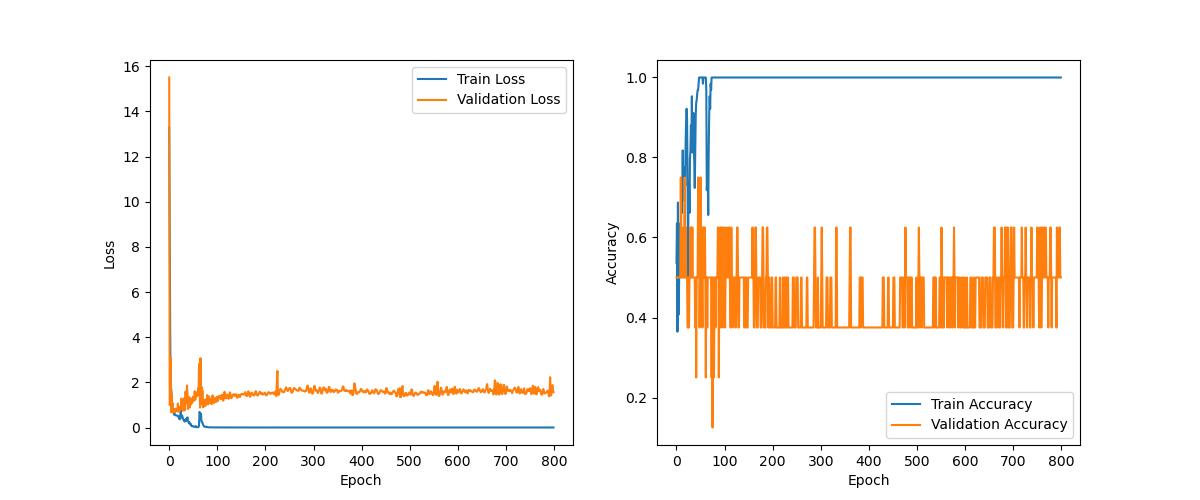 16
14
12
10
8
6
4
2
0
Loss
0 100 200 300 400 500 600 700 800
Epoch
Train Loss
Validation Loss
1.0
0.8
0.6
0.4
0.2
Accuracy
0 100 200 300 400 500 600 700 800
Epoch
Train Accuracy
Validation Accuracy